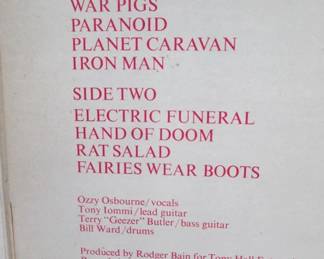 WAR PIGS
PARANOID
PLANET CARAVAN
IRON MAN
SIDE TWO
ELECTRIC FUNERAL
HAND OF DOOM
RAT SALAD
FAIRIES WEAR BOOTS
Ozzy Osbourne/vocals
Tony Iommi/lead guitar
Terry "Geezer" Butler/bass guitar
Bill Ward/drums
Produced by Rodger Bain for Tony Hall